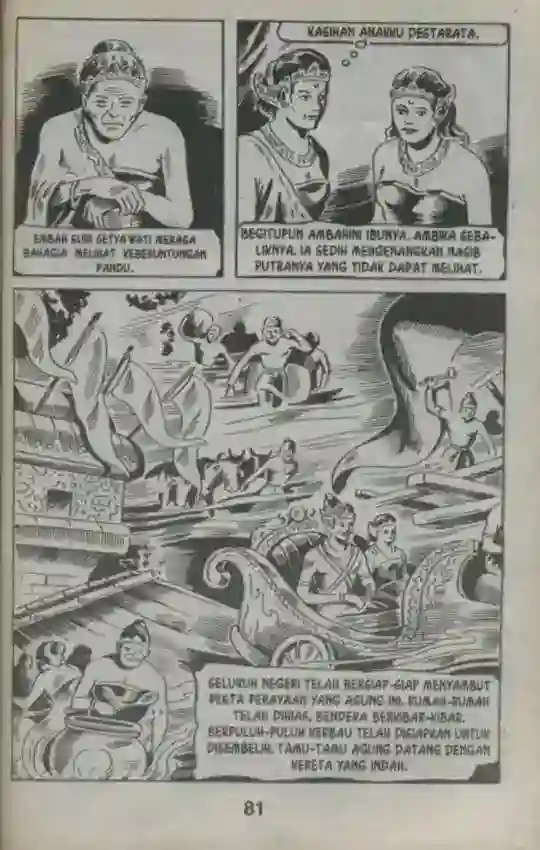 EMBAH SURI SETYAWATI MERASA
BAHAGIA MELIHAT KEBERUNTUNGAN
PANDU.
KASIHAN ANAKKU DESTARATA.
BEGITUPUN AMBAHINI IBUNYA. AMBIKA SEBA-
LIKNYA. IA SEDIH MENGENANGKAN NASIB
PUTRANYA YANG TIDAK DAPAT MELIHAT.
SELURUH NEGERI TELAH BERSIAP-SIAP MENYAMBUT
PESTA PERAYAAN YANG AGUNG INI. RUMAH-RUMAH
TELAH DIHIAS, BENDERA BERKIBAR-KIBAR.
BERPULUH-PULUH KERBAU TELAH DISIAPKAN UNTUK
DISEMBELIH. TAMU-TAMU AGUNG DATANG DENGAN
KERETA YANG INDAH.
81